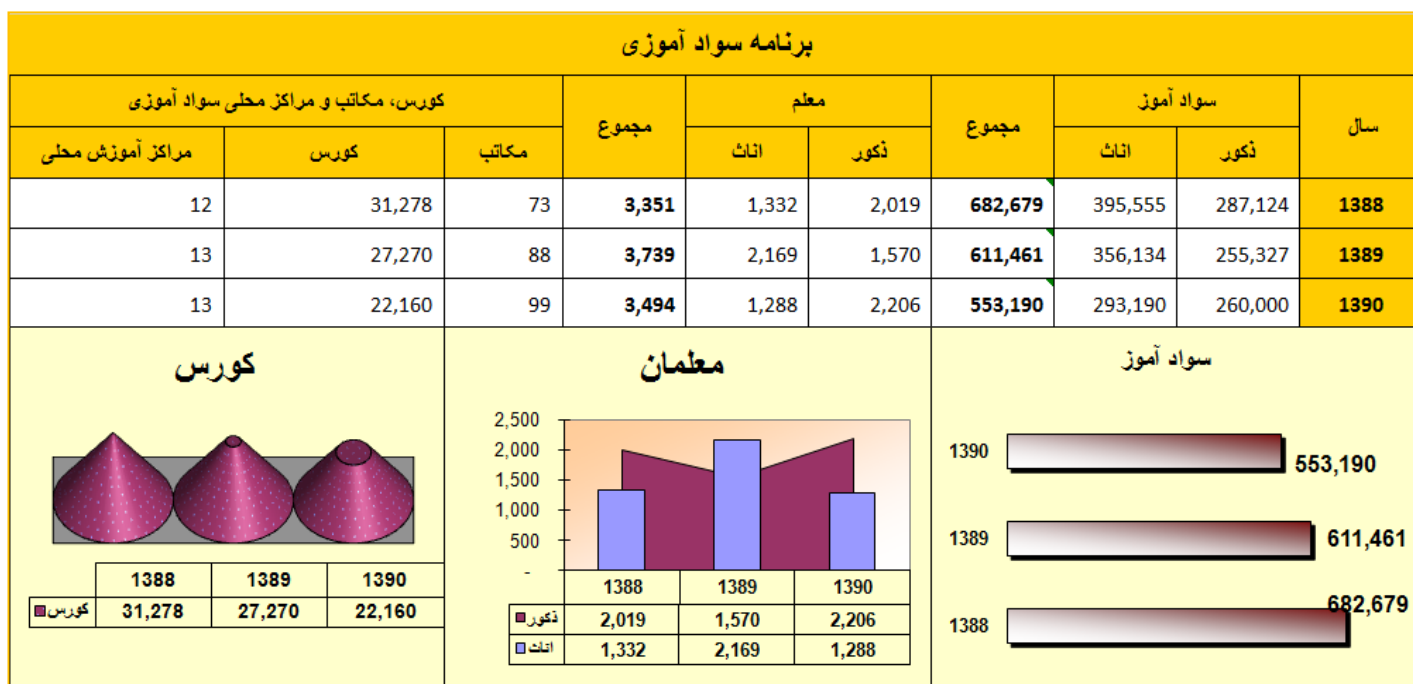 برنامه سواد آموزی
سال سواد آموز مجموع معلم مجموع کورس، مکاتب و مراکز محلی سواد آموزی
ذکور اناث ذکور اناث مکاتب کورس مراکز آموزش محلی
1388 287,124 395,555 682,679 2,019 1,332 3,351 73 31,278 12
1389 255,327 356,134 611,461 1,570 2,169 3,739 88 27,270 13
1390 260,000 293,190 553,190 2,206 1,288 3,494 99 22,160 13
سواد آموز
1390 553,190
1389 611,461
1388 682,679
معلمان
2,500
2,000
1,500
1,000
500
-
1388 1389 1390
ذکور 2,019 1,570 2,206
اناث 1,332 2,169 1,288
کورس
1388 1389 1390
کورس 31,278 27,270 22,160